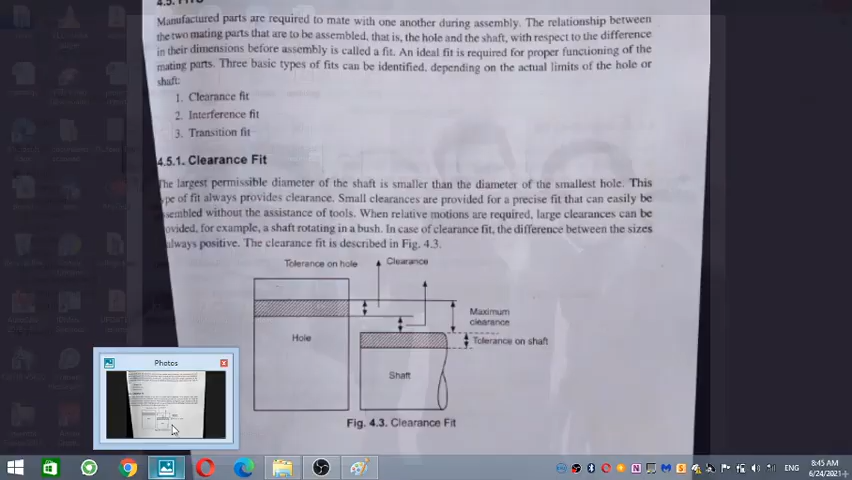 4.5. FITS
Manufactured parts are required to mate with one another during assembly. The relationship between
the two mating parts that are to be assembled, that is, the hole and the shaft, with respect to the difference
in their dimensions before assembly is called a fit. An ideal fit is required for proper functioning of the
mating parts. Three basic types of fits can be identified, depending on the actual limits of the hole or
shaft:
1. Clearance fit
2. Interference fit
3. Transition fit
4.5.1. Clearance Fit
The largest permissible diameter of the shaft is smaller than the diameter of the smallest hole. This
ype of fit always provides clearance. Small clearances are provided for a precise fit that can easily be
sembled without the assistance of tools. When relative motions are required, large clearances can be
ovided, for example, a shaft rotating in a bush. In case of clearance fit, the difference between the sizes
always positive. The clearance fit is described in Fig. 4.3.
Tolerance on hole
Clearance
Maximum
clearance
Hole
Tolerance on shaft
Shaft
Fig. 4.3. Clearance Fit
Photos
ENG
8:45 AM
6/24/2021